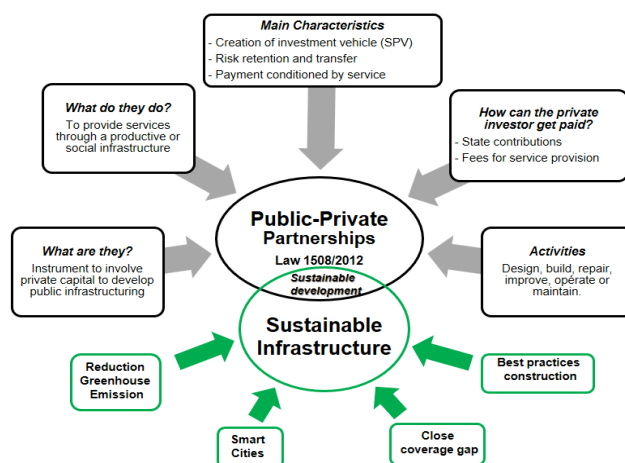 Main Characteristics
- Creation of investment vehicle (SPV)
- Risk retention and transfer
- Payment conditioned by service
What do they do?
To provide services
through a productive or
social infrastructure
How can the private
investor get paid?
- State contributions
- Fees for service provision
What are they?
Instrument to involve
private capital to develop
public infrastructuring
Public-Private
Partnerships
Law 1508/2012
Sustainable
development
Activities
Design, build, repair,
improve, opérate or
maintain.
Sustainable
Infrastructure
Reduction
Greenhouse
Emission
Best practices
construction
Smart
Cities
Close
coverage gap